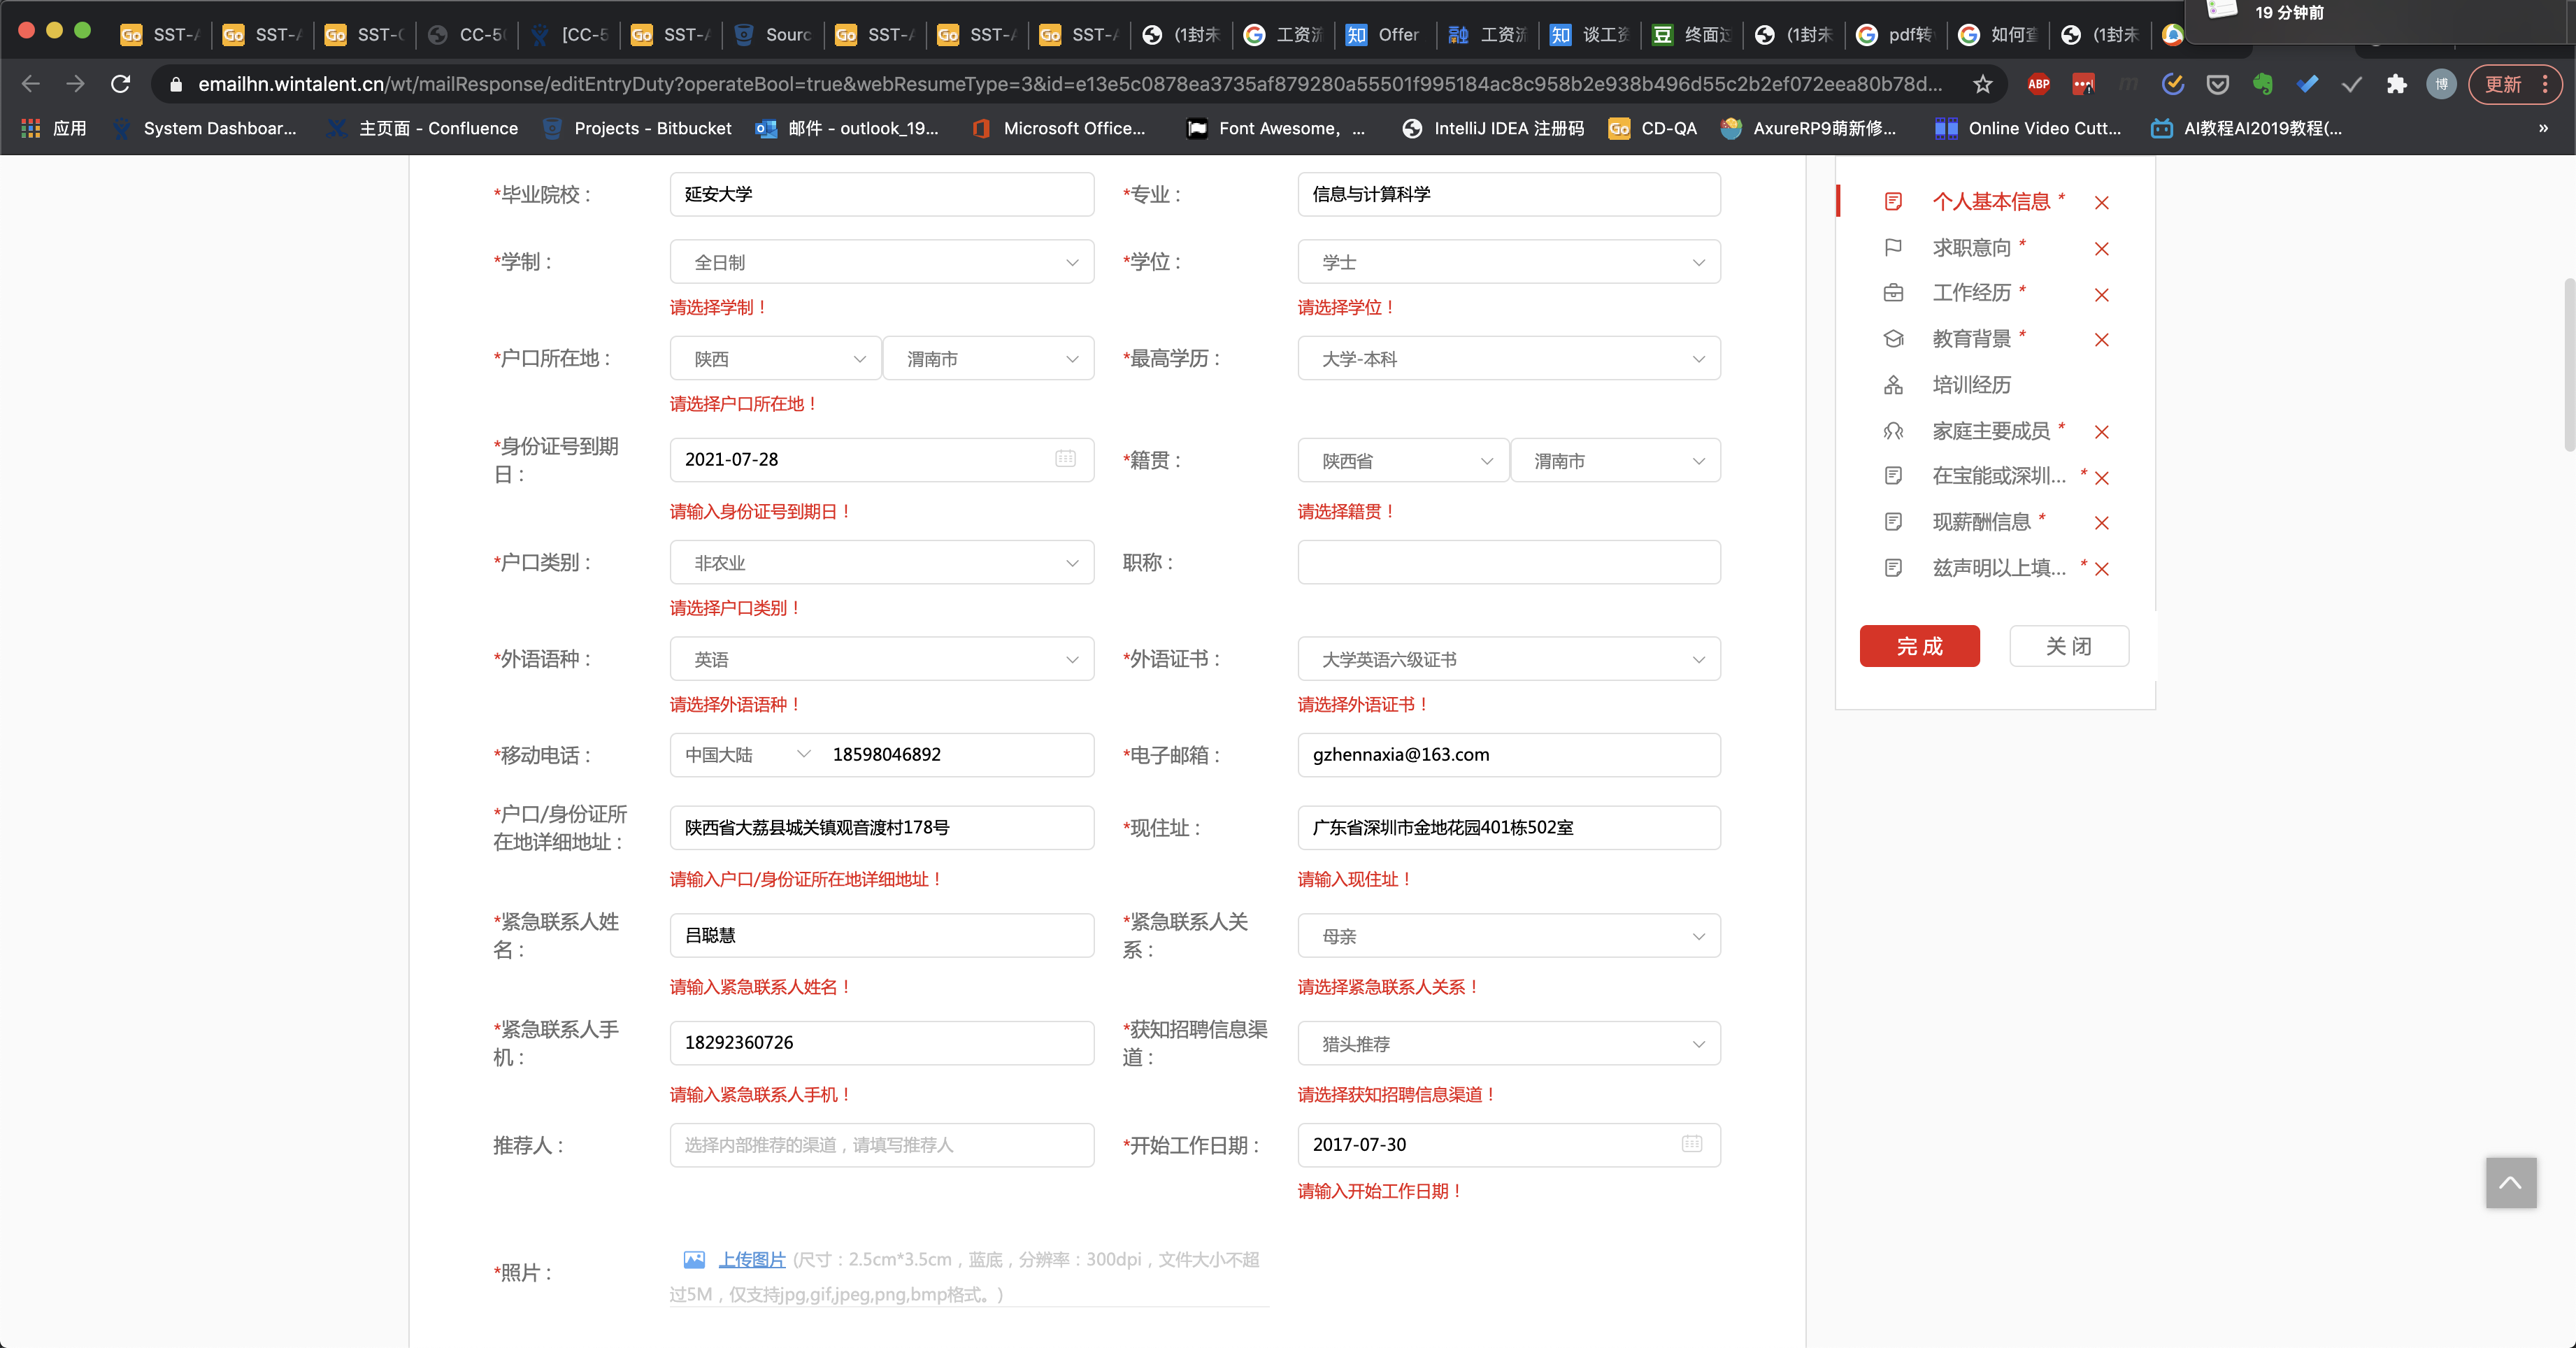 19 分钟前
SST-
SST-
SST-
CC-5
[CC-5
SST-
Sourc
SST-
SST-
SST-
(1封未
工资
Offer
工资
谈工资
终面
(1封未
pdf转
如何
(1封未
emailhn.wintalent.cn/wt/mailResponse/editEntryDuty?operateBool=true&webResumeType=3&id=e13e5c0878ea3735af879280a55501f995184ac8c958b2e938b496d55c2b2ef072eea80b78d...
ABP
博
更新
应用
System Dashboar...
主页面 - Confluence
Projects - Bitbucket
邮件 - outlook_19...
Microsoft Office...
Font Awesome，...
IntelliJ IDEA 注册码
CD-QA
AxureRP9萌新修...
Online Video Cutt...
AI教程AI2019教程(...
»
*毕业院校： 延安大学 *专业： 信息与计算科学
*学制： 全日制 *学位： 学士
请选择学制！ 请选择学位！
*户口所在地： 陕西 渭南市 *最高学历： 大学-本科
请选择户口所在地！
*身份证号到期
日： 2021-07-28 *籍贯： 陕西省 渭南市
请输入身份证号到期日！ 请选择籍贯！
*户口类别： 非农业 职称：
请选择户口类别！
*外语语种： 英语 *外语证书： 大学英语六级证书
请选择外语语种！ 请选择外语证书！
*移动电话： 中国大陆 18598046892 *电子邮箱： gzhennaxia@163.com
*户口/身份证所
在地详细地址： 陕西省大荔县城关镇观音渡村178号 *现住址： 广东省深圳市金地花园401栋502室
请输入户口/身份证所在地详细地址！ 请输入现住址！
*紧急联系人姓
名： 吕聪慧
*紧急联系人关
系： 母亲
请输入紧急联系人姓名！ 请选择紧急联系人关系！
*紧急联系人手
机： 18292360726
*获知招聘信息渠
道： 猎头推荐
请输入紧急联系人手机！ 请选择获知招聘信息渠道！
推荐人： 选择内部推荐的渠道，请填写推荐人 *开始工作日期： 2017-07-30
请输入开始工作日期！
*照片： 上传图片 (尺寸：2.5cm*3.5cm，蓝底，分辨率：300dpi，文件大小不超
过5M，仅支持jpg,gif,jpeg,png,bmp格式。)
个人基本信息 *
求职意向 *
工作经历 *
教育背景 *
培训经历
家庭主要成员 *
在宝能或深圳... *
现薪酬信息 *
兹声明以上填... *
完 成
关 闭